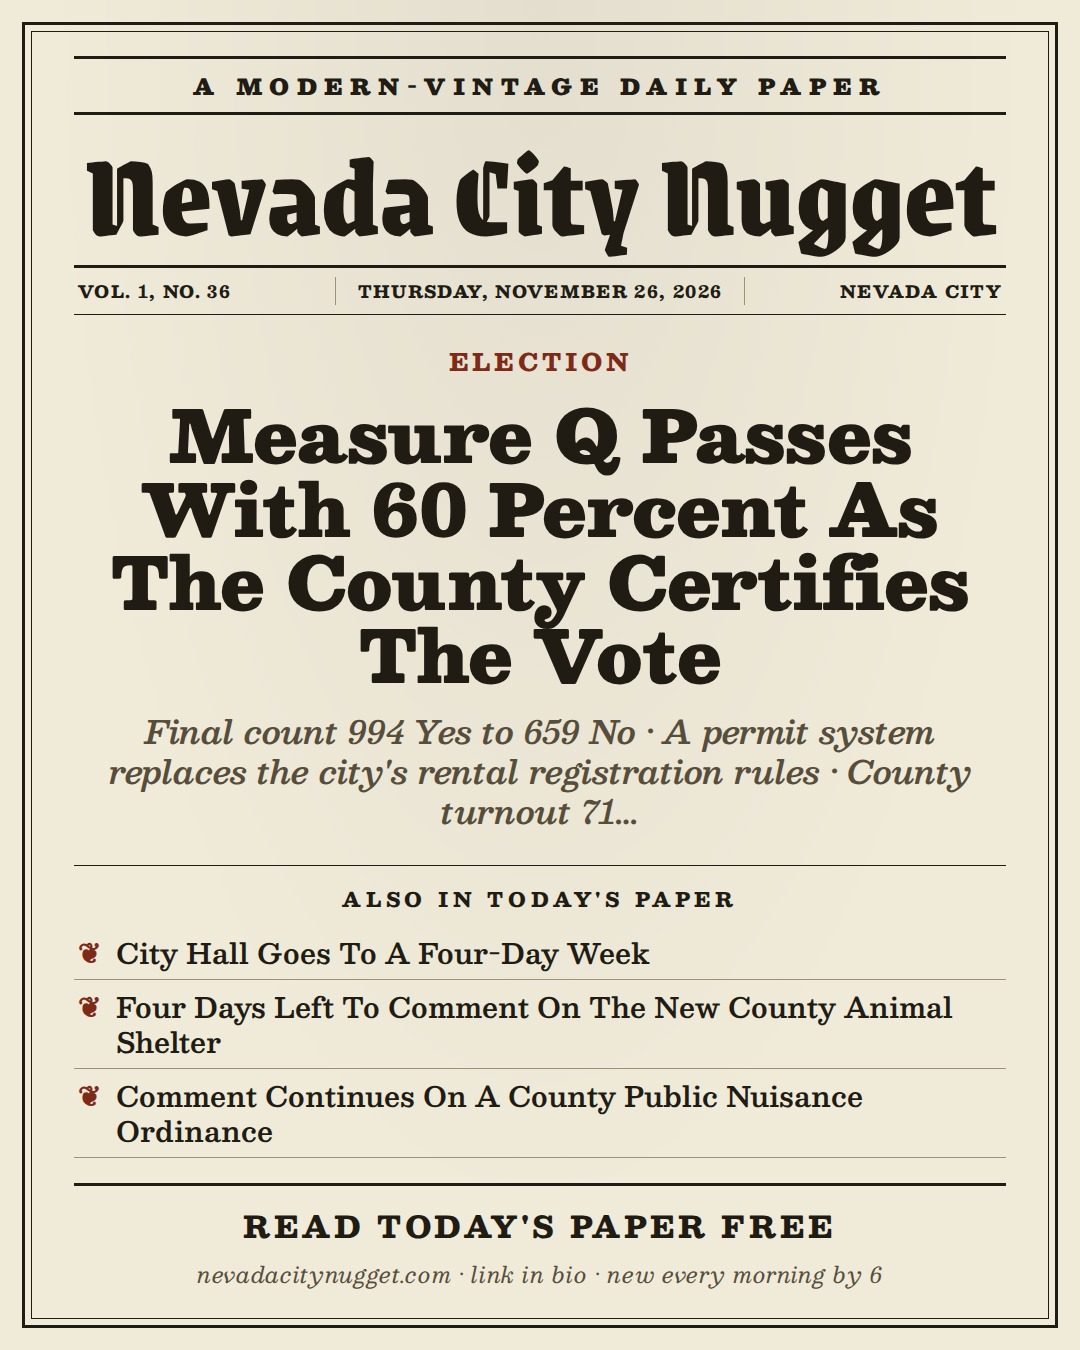 A MODERN-VINTAGE DAILY PAPER
Nevada City Nugget
VOL. 1, NO. 36
THURSDAY, NOVEMBER 26, 2026
NEVADA CITY
ELECTION
Measure Q Passes
With 60 Percent As
The County Certifies
The Vote
Final count 994 Yes to 659 No · A permit system
replaces the city's rental registration rules · County
turnout 71...
ALSO IN TODAY'S PAPER
❦ City Hall Goes To A Four-Day Week
❦ Four Days Left To Comment On The New County Animal
Shelter
❦ Comment Continues On A County Public Nuisance
Ordinance
READ TODAY'S PAPER FREE
nevadacitynugget.com · link in bio · new every morning by 6